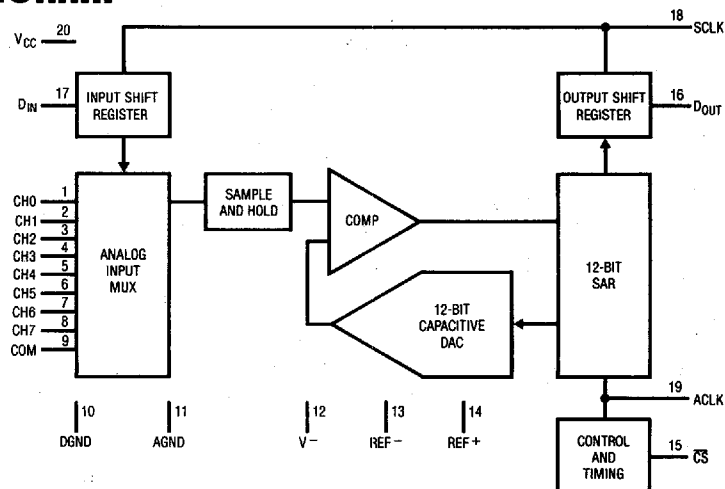 18
SCLK
20
VCC
17
DIN
INPUT SHIFT
REGISTER
OUTPUT SHIFT
REGISTER
16
DOUT
CH0 1
CH1 2
CH2 3
CH3 4
CH4 5
CH5 6
CH6 7
CH7 8
COM 9
ANALOG
INPUT
MUX
SAMPLE
AND HOLD
COMP
12-BIT
CAPACITIVE
DAC
12-BIT
SAR
19
ACLK
10
DGND
11
AGND
12
V−
13
REF−
14
REF+
CONTROL
AND
TIMING
15
C̅S̅